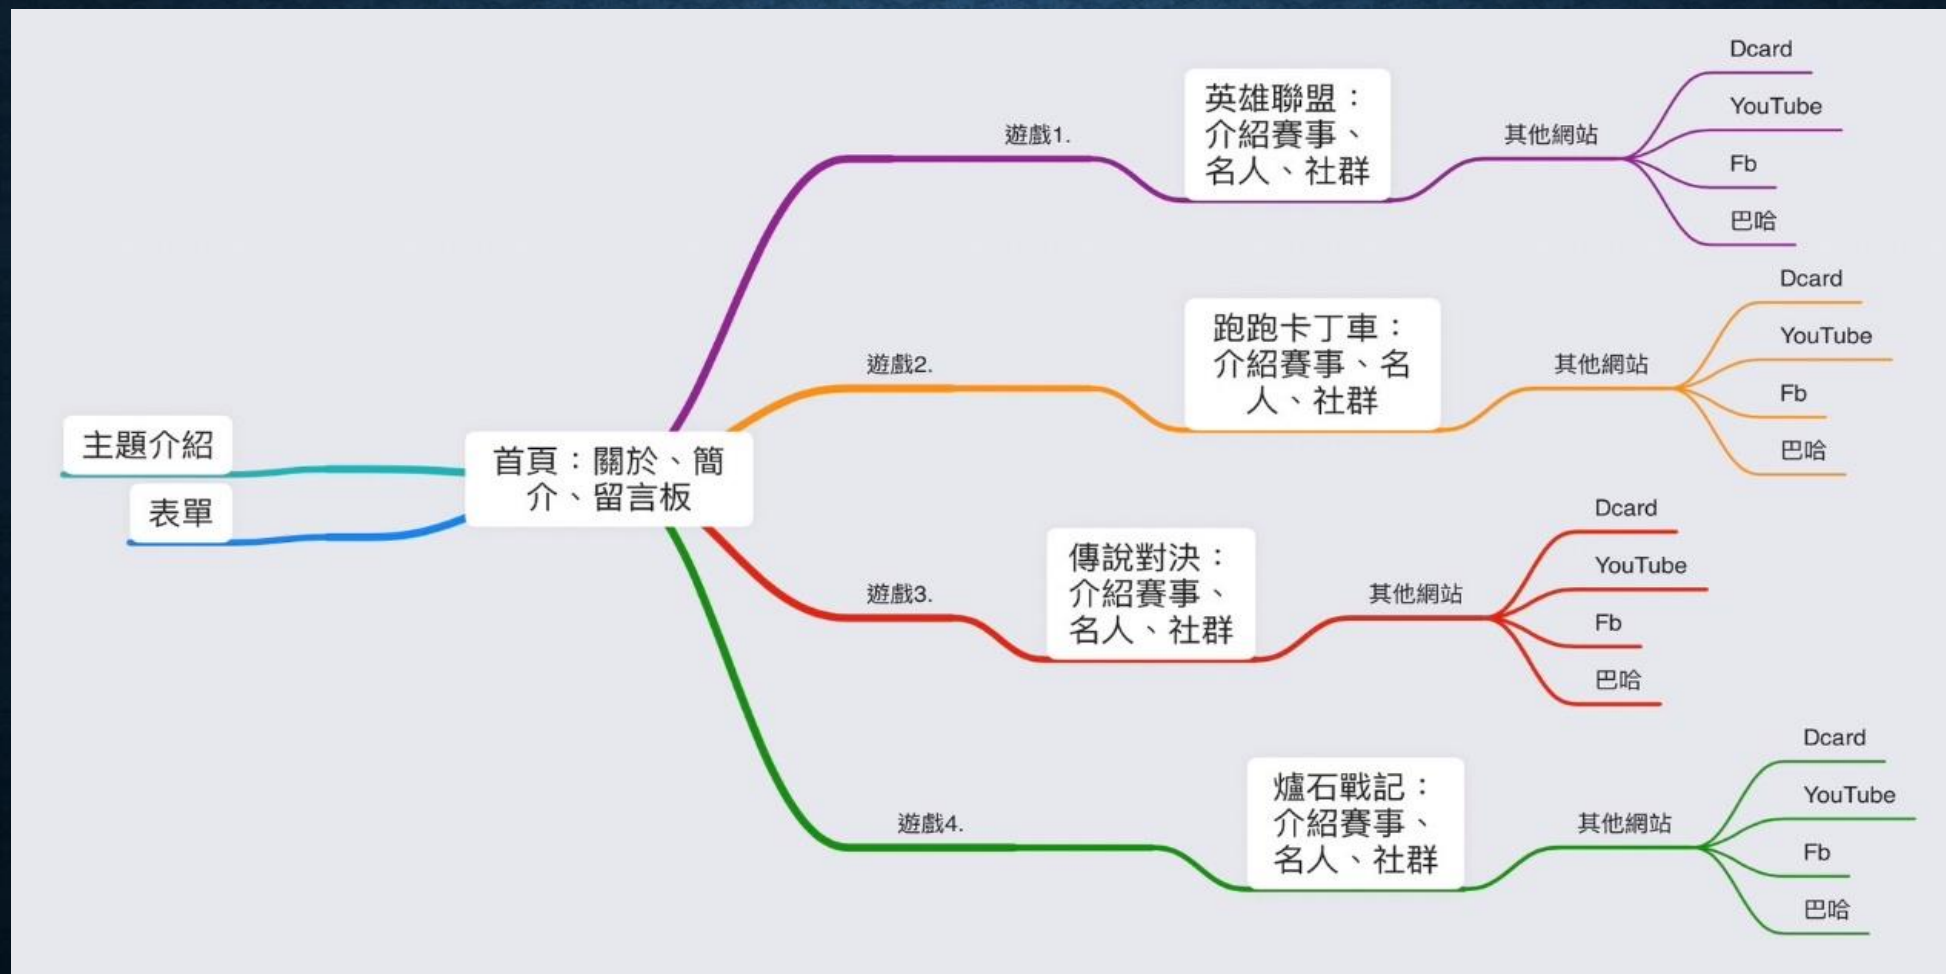 主題介紹
表單
首頁：關於、簡
介、留言板
遊戲1.
英雄聯盟：
介紹賽事、
名人、社群
其他網站
Dcard
YouTube
Fb
巴哈
遊戲2.
跑跑卡丁車：
介紹賽事、名
人、社群
其他網站
Dcard
YouTube
Fb
巴哈
遊戲3.
傳說對決：
介紹賽事、
名人、社群
其他網站
Dcard
YouTube
Fb
巴哈
遊戲4.
爐石戰記：
介紹賽事、
名人、社群
其他網站
Dcard
YouTube
Fb
巴哈